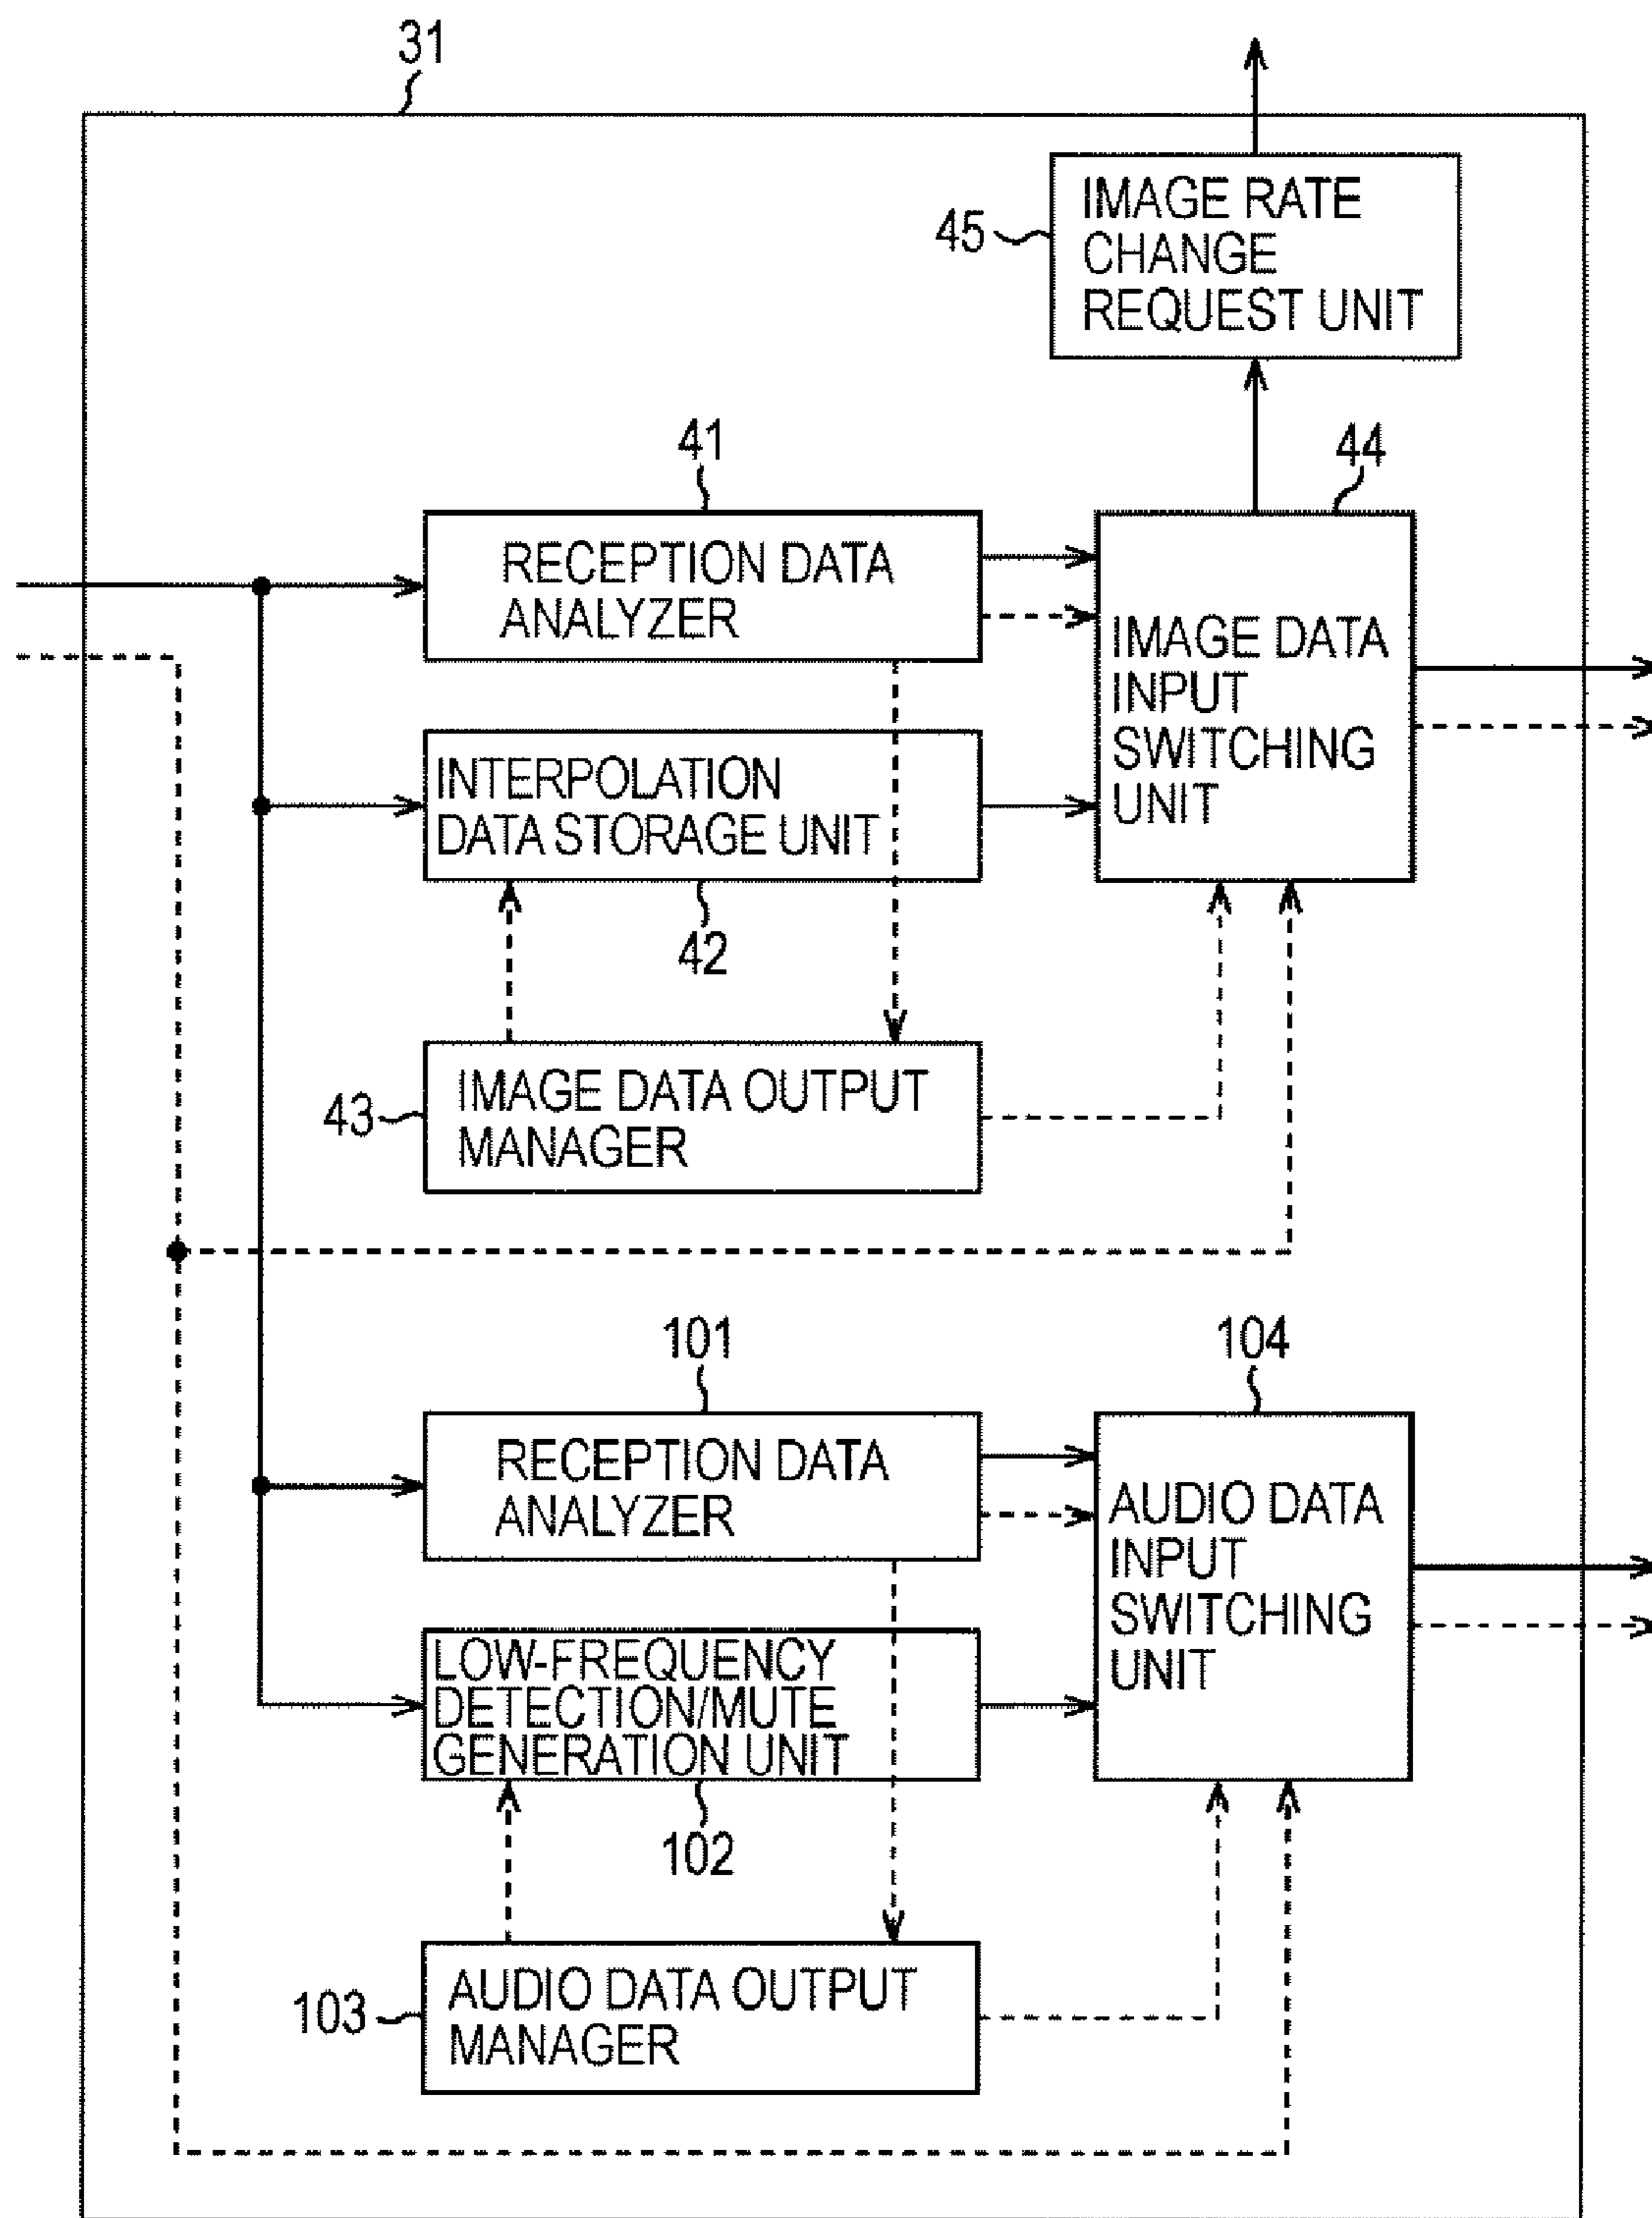 31
45
IMAGE RATE
CHANGE
REQUEST UNIT
41
RECEPTION DATA
ANALYZER
44
IMAGE DATA
INPUT
SWITCHING
UNIT
INTERPOLATION
DATA STORAGE UNIT
42
43
IMAGE DATA OUTPUT
MANAGER
101
RECEPTION DATA
ANALYZER
104
AUDIO DATA
INPUT
SWITCHING
UNIT
LOW-FREQUENCY
DETECTION/MUTE
GENERATION UNIT
102
103
AUDIO DATA OUTPUT
MANAGER